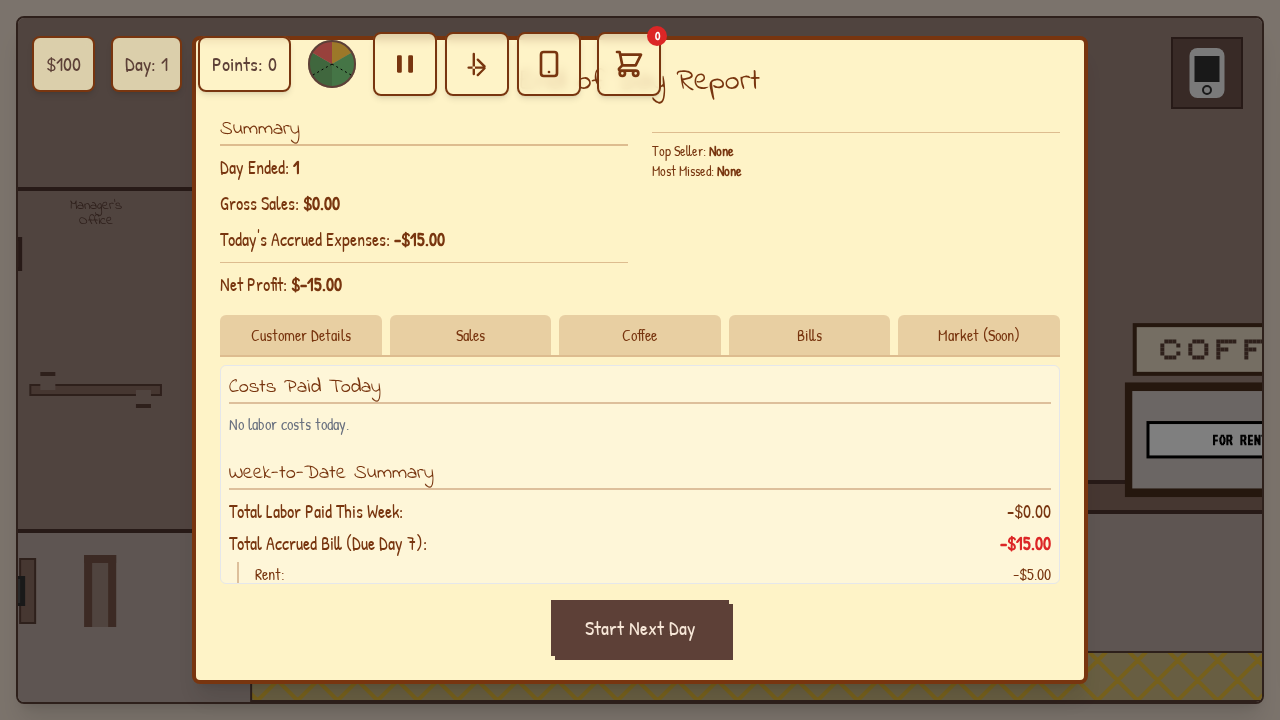 $100
Day: 1
Points: 0
0
Report
Summary
Day Ended: 1
Gross Sales: $0.00
Today's Accrued Expenses: -$15.00
Net Profit: $-15.00
Top Seller: None
Most Missed: None
Customer Details
Sales
Coffee
Bills
Market (Soon)
Costs Paid Today
No labor costs today.
Week-to-Date Summary
Total Labor Paid This Week: -$0.00
Total Accrued Bill (Due Day 7): -$15.00
Rent: -$5.00
Start Next Day
Manager's
Office
COFF
FOR REN